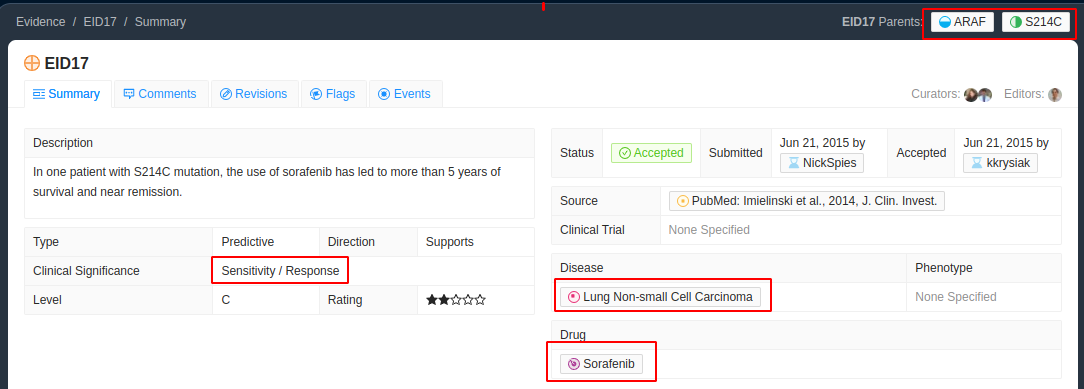 Evidence / EID17 / Summary
EID17 Parents: ARAF S214C
EID17
Summary Comments Revisions Flags Events
Curators: Editors:
Description
In one patient with S214C mutation, the use of sorafenib has led to more than 5 years of
survival and near remission.
Type Predictive Direction Supports
Clinical Significance Sensitivity / Response
Level C Rating
Status Accepted Submitted Jun 21, 2015 by NickSpies Accepted Jun 21, 2015 by kkrysiak
Source PubMed: Imielinski et al., 2014, J. Clin. Invest.
Clinical Trial None Specified
Disease Phenotype
Lung Non-small Cell Carcinoma None Specified
Drug
Sorafenib